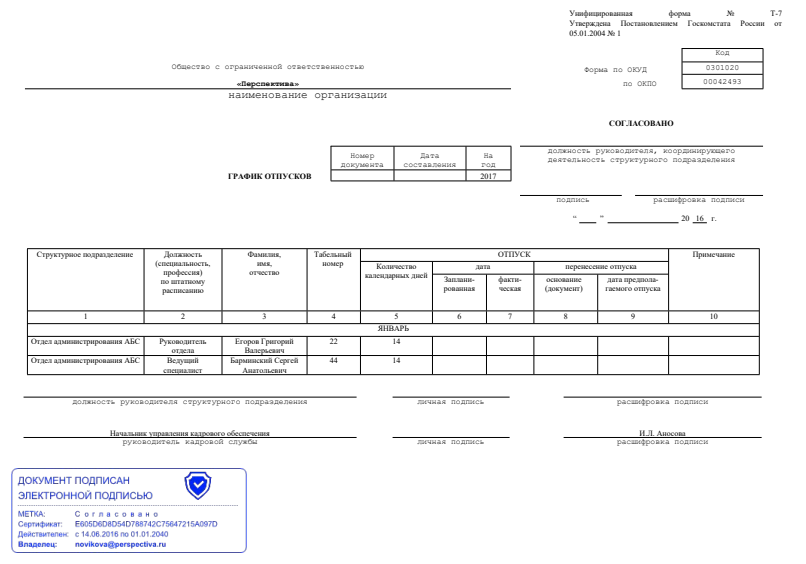 Унифицированная форма № Т-7
Утверждена Постановлением Госкомстата России от
05.01.2004 № 1
Код
Форма по ОКУД 0301020
по ОКПО 00042493
Общество с ограниченной ответственностью
«Перспектива»
наименование организации
СОГЛАСОВАНО
должность руководителя, координирующего
деятельность структурного подразделения
Номер документа Дата составления На год
ГРАФИК ОТПУСКОВ 2017
подпись расшифровка подписи
“ ” 20 16 г.
Структурное подразделение Должность (специальность, профессия) по штатному расписанию Фамилия, имя, отчество Табельный номер ОТПУСК Примечание
Количество календарных дней дата перенесение отпуска
Заплани-рованная факти-ческая основание (документ) дата предпола-гаемого отпуска
1 2 3 4 5 6 7 8 9 10
ЯНВАРЬ
Отдел администрирования АБС Руководитель отдела Егоров Григорий Валерьевич 22 14
Отдел администрирования АБС Ведущий специалист Барминский Сергей Анатольевич 44 14
должность руководителя структурного подразделения личная подпись расшифровка подписи
Начальник управления кадрового обеспечения И.Л. Аносова
руководитель кадровой службы личная подпись расшифровка подписи
ДОКУМЕНТ ПОДПИСАН
ЭЛЕКТРОННОЙ ПОДПИСЬЮ
МЕТКА: Согласовано
Сертификат: E605D6D8D54D788742C75647215A097D
Действителен: с 14.06.2016 по 01.01.2040
Владелец: novikova@perspectiva.ru